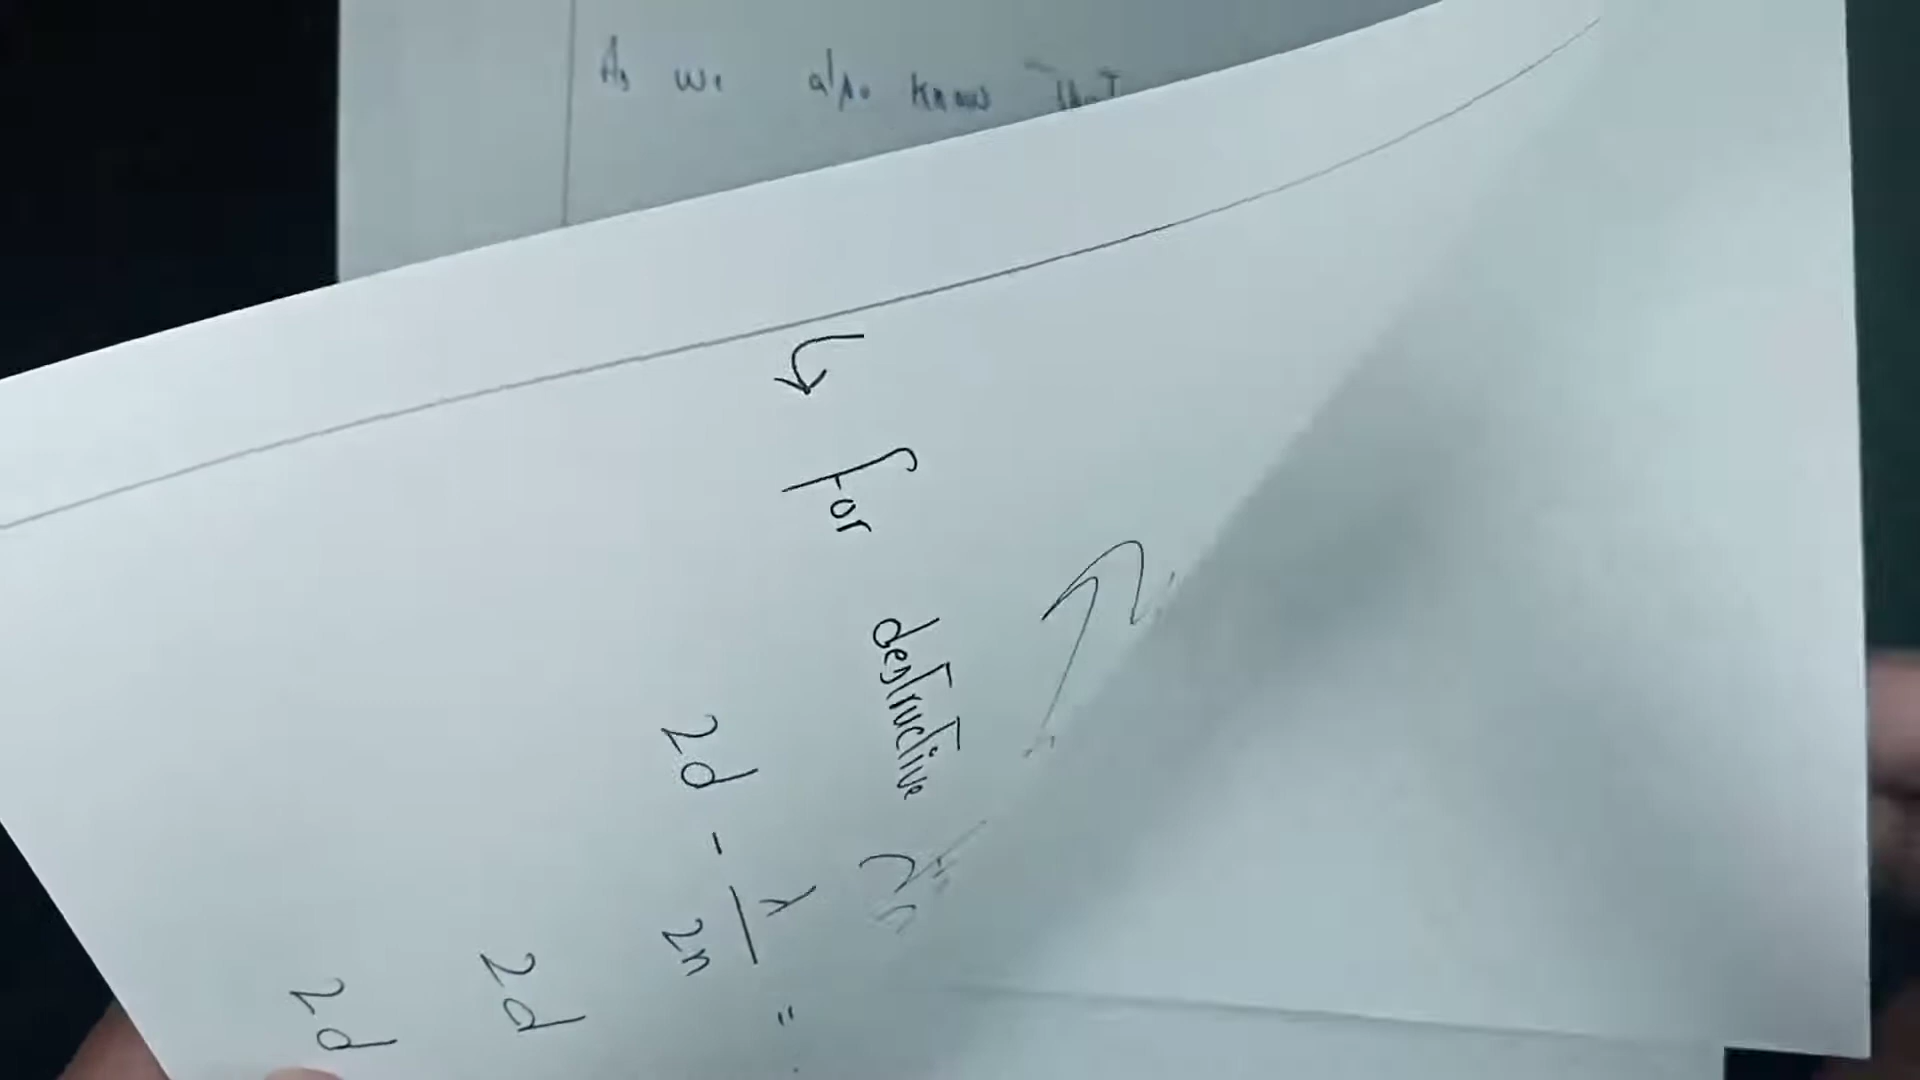 As we also know that
↳ for destructive
2d - λ/2n =
2d
2d